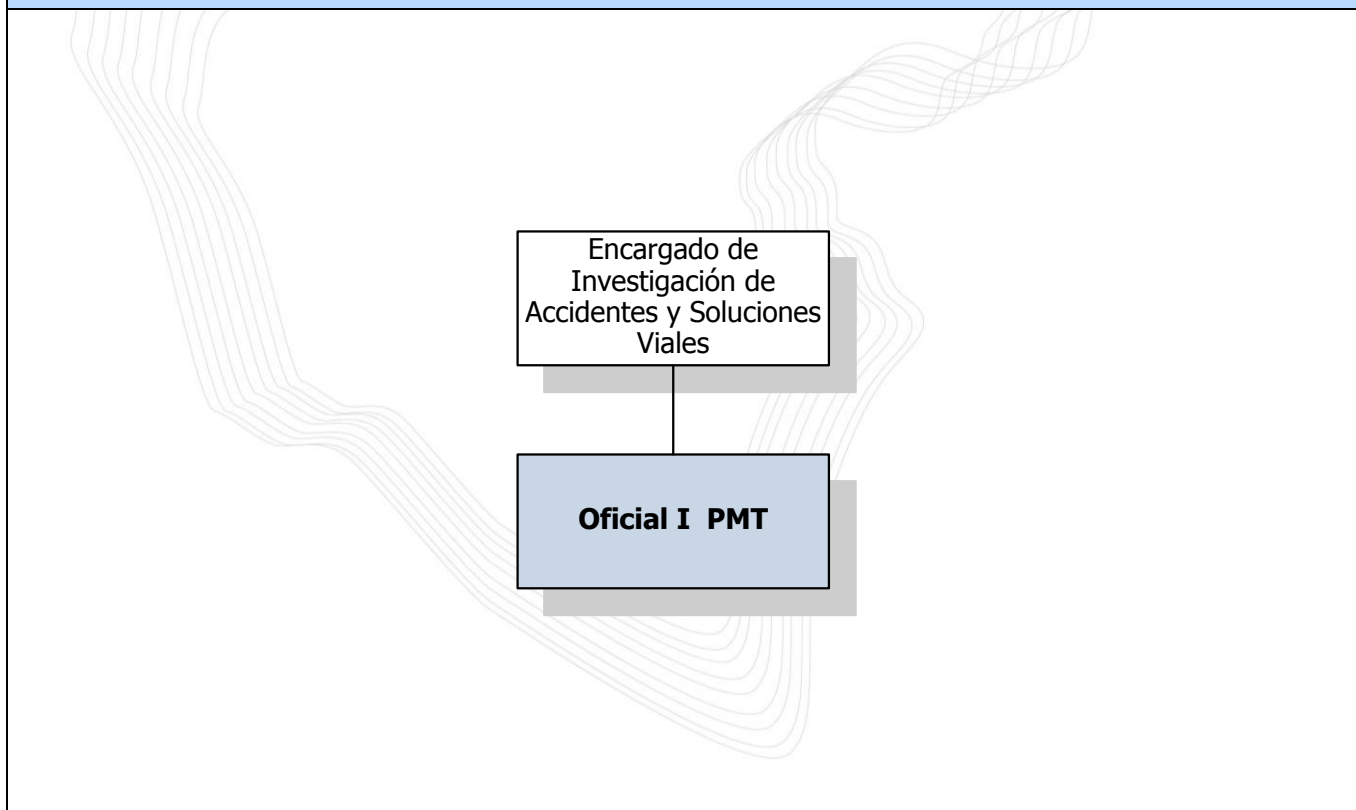 Encargado de
Investigación de
Accidentes y Soluciones
Viales
Oficial I  PMT